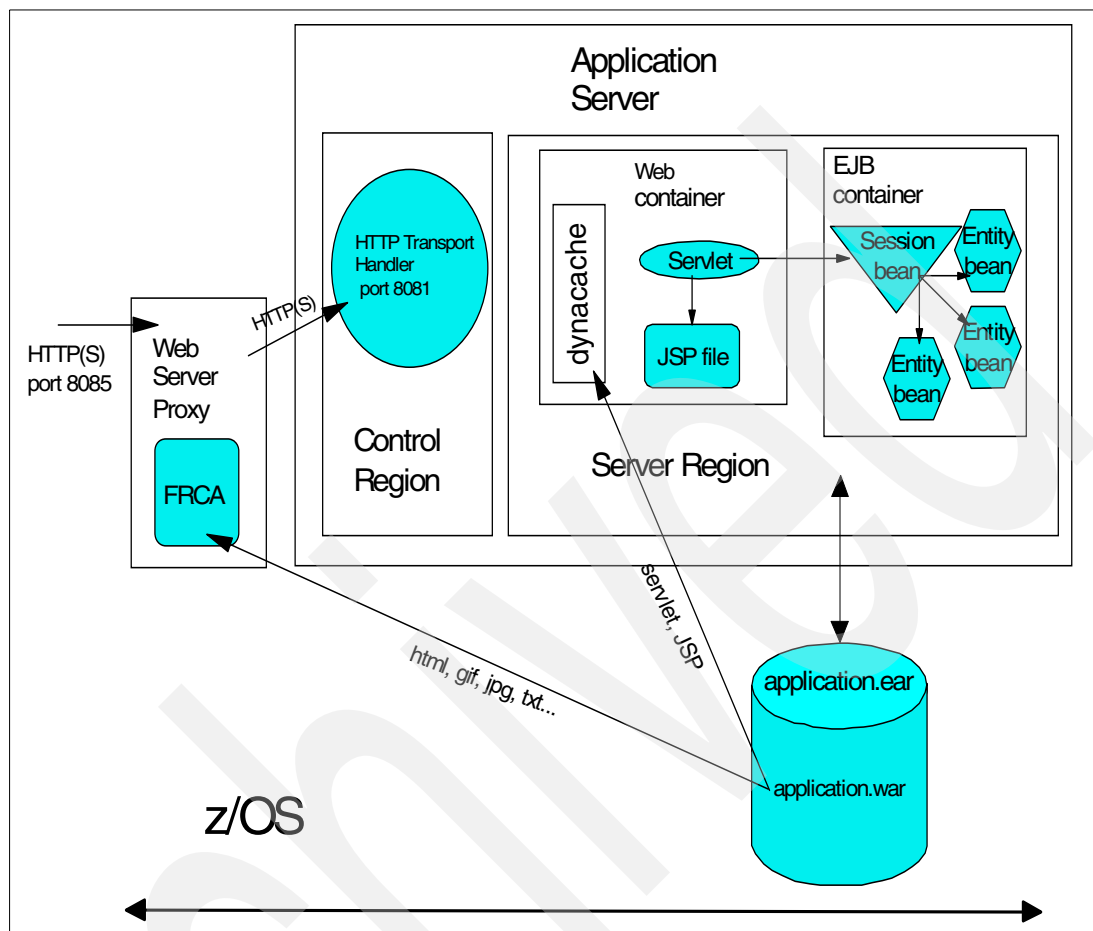 Application
Server
HTTP(S)
port 8085
Web
Server
Proxy
FRCA
HTTP(S)
HTTP Transport
Handler
port 8081
Control
Region
dynacache
Web
container
Servlet
JSP file
EJB
container
Session
bean
Entity
bean
Entity
bean
Entity
bean
Server Region
servlet, JSP
html, gif, jpg, txt...
application.ear
application.war
z/OS